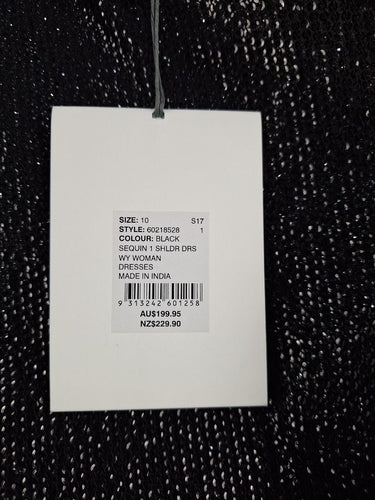 SIZE: 10 S17
STYLE: 60218528 1
COLOUR: BLACK
SEQUIN 1 SHLDR DRS
WY WOMAN
DRESSES
MADE IN INDIA
9 313242 601258
AU$199.95
NZ$229.90